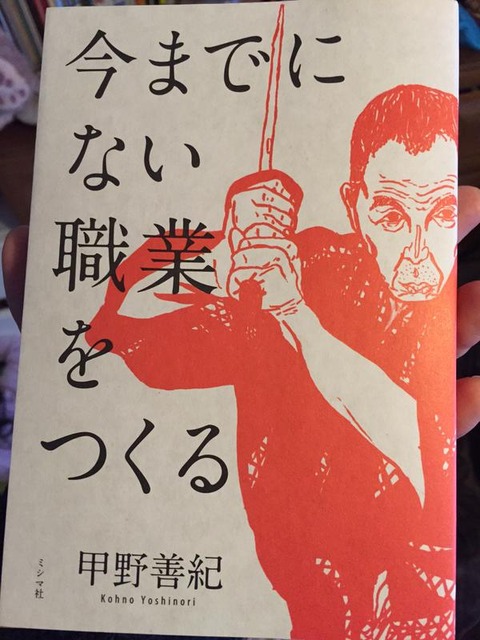 今までに
ない
職業
を
つくる
甲野善紀
Kohno Yoshinori
ミシマ社